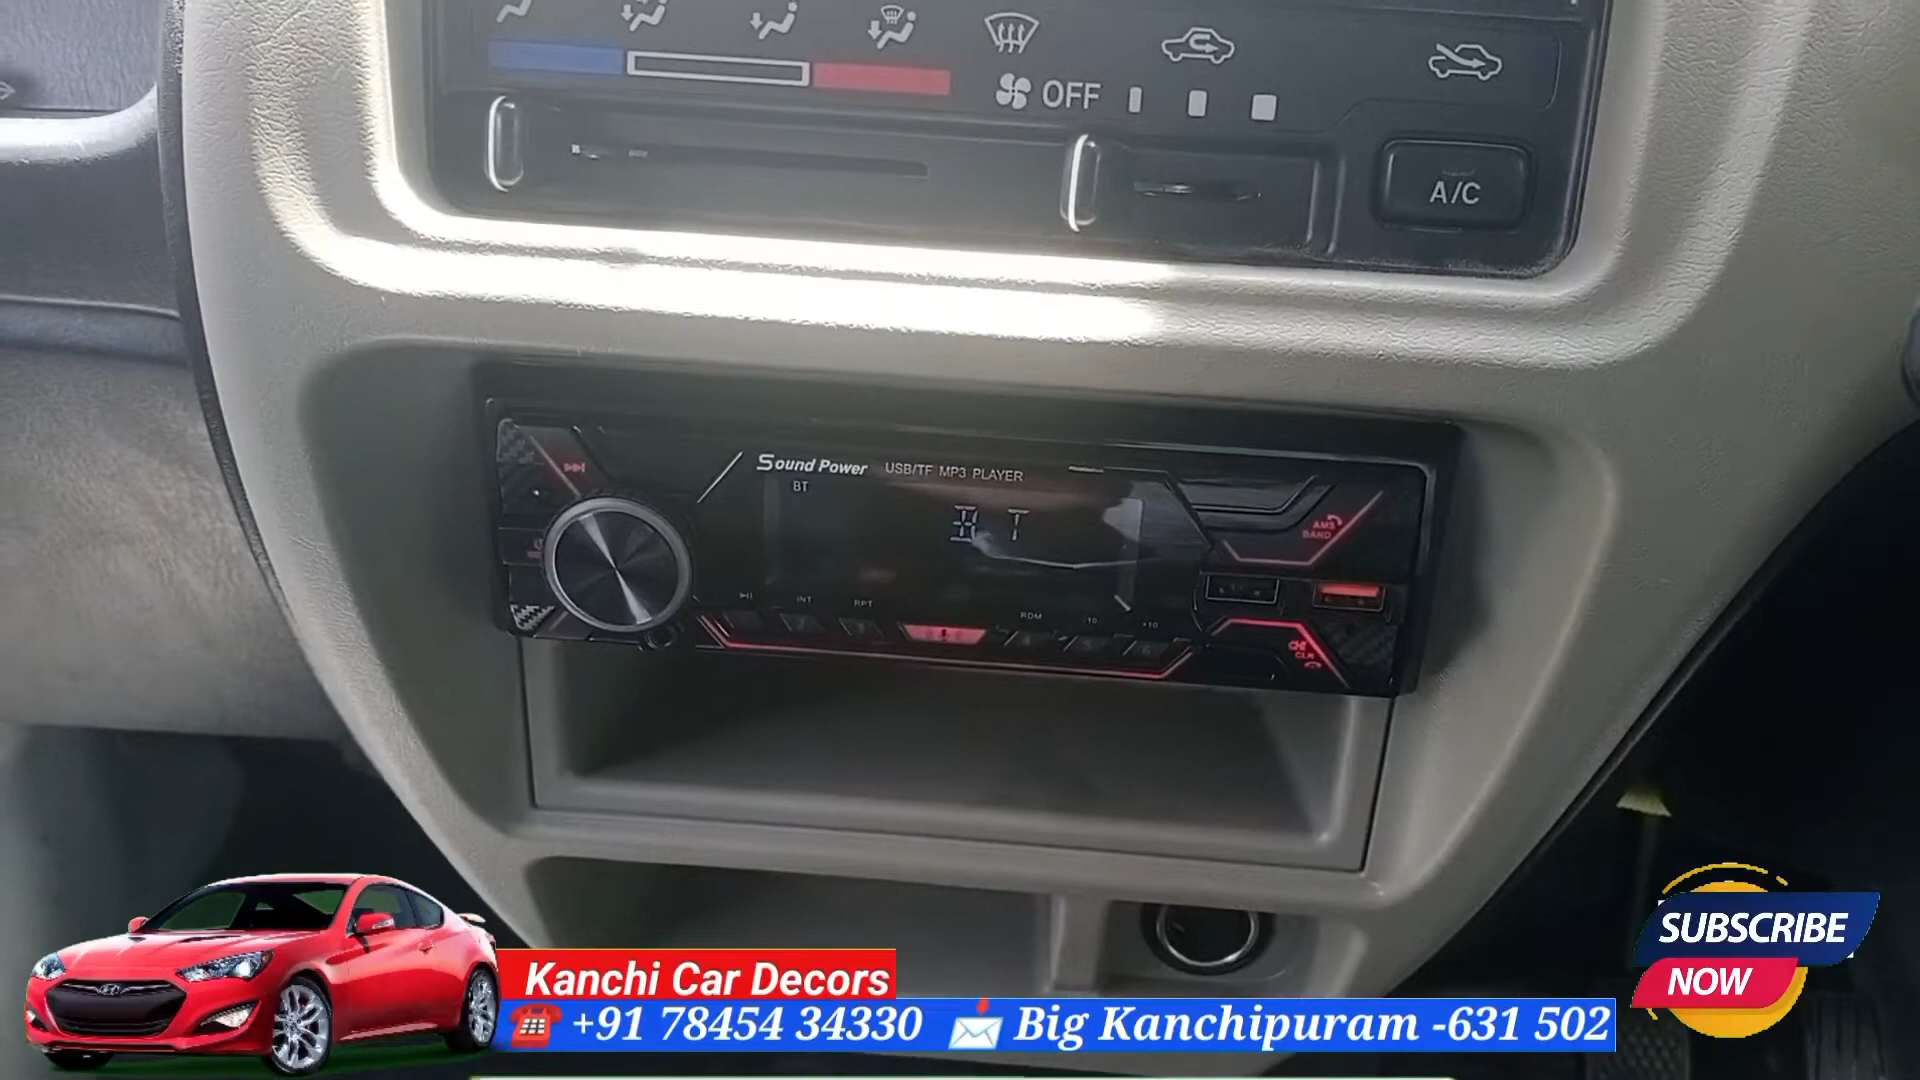 OFF
A/C
Sound Power USB/TF MP3 PLAYER
BT
BT
AMS
BAND
INT RPT RDM -10 +10
CLR
Kanchi Car Decors
☎ +91 78454 34330 📩 Big Kanchipuram -631 502
SUBSCRIBE
NOW